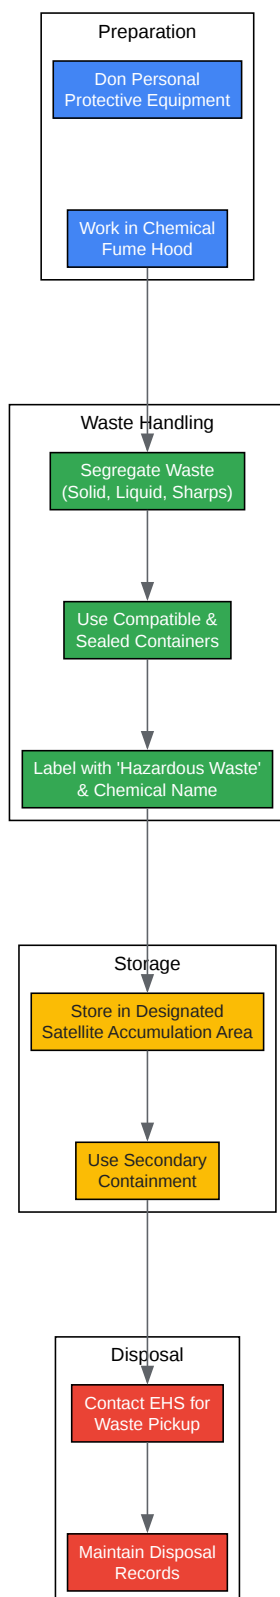 Preparation
Don Personal
Protective Equipment
Work in Chemical
Fume Hood
Waste Handling
Segregate Waste
(Solid, Liquid, Sharps)
Use Compatible &
Sealed Containers
Label with 'Hazardous Waste'
& Chemical Name
Storage
Store in Designated
Satellite Accumulation Area
Use Secondary
Containment
Disposal
Contact EHS for
Waste Pickup
Maintain Disposal
Records